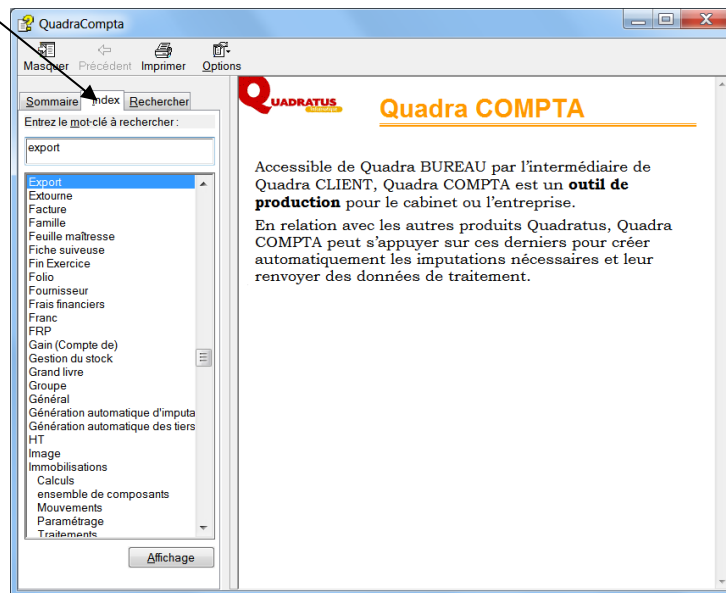 QuadraCompta
Masquer Précédent Imprimer Options
Sommaire Index Rechercher
Entrez le mot-clé à rechercher :
export
Export
Extourne
Facture
Famille
Feuille maîtresse
Fiche suiveuse
Fin Exercice
Folio
Fournisseur
Frais financiers
Franc
FRP
Gain (Compte de)
Gestion du stock
Grand livre
Groupe
Général
Génération automatique d'imputa
Génération automatique des tiers
HT
Image
Immobilisations
Calculs
ensemble de composants
Mouvements
Paramétrage
Traitements
Affichage
QUADRATUS
Quadra COMPTA
Accessible de Quadra BUREAU par l'intermédiaire de
Quadra CLIENT, Quadra COMPTA est un outil de
production pour le cabinet ou l'entreprise.
En relation avec les autres produits Quadratus, Quadra
COMPTA peut s'appuyer sur ces derniers pour créer
automatiquement les imputations nécessaires et leur
renvoyer des données de traitement.